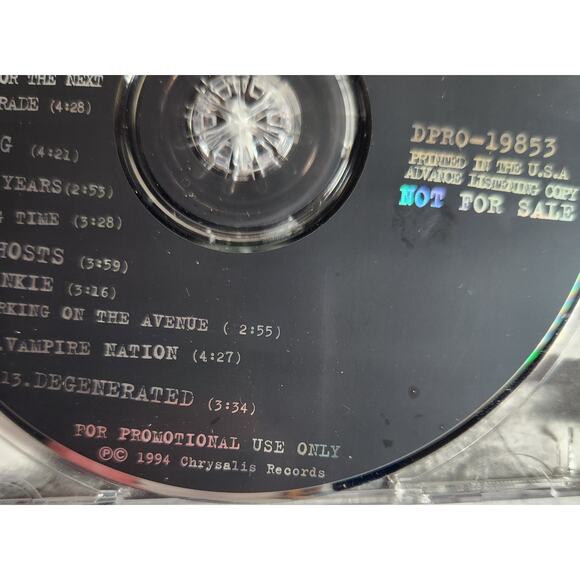 OR THE NEXT
RADE (4:28)
G (4:21)
YEARS(2:53)
G TIME (3:28)
HOSTS (3:59)
NKIE (3:16)
RKING ON THE AVENUE ( 2:55)
.VAMPIRE NATION (4:27)
13.DEGENERATED (3:34)
FOR PROMOTIONAL USE ONLY
℗© 1994 Chrysalis Records
DPRO-19853
PRINTED IN THE U.S.A
ADVANCE LISTENING COPY
NOT FOR SALE